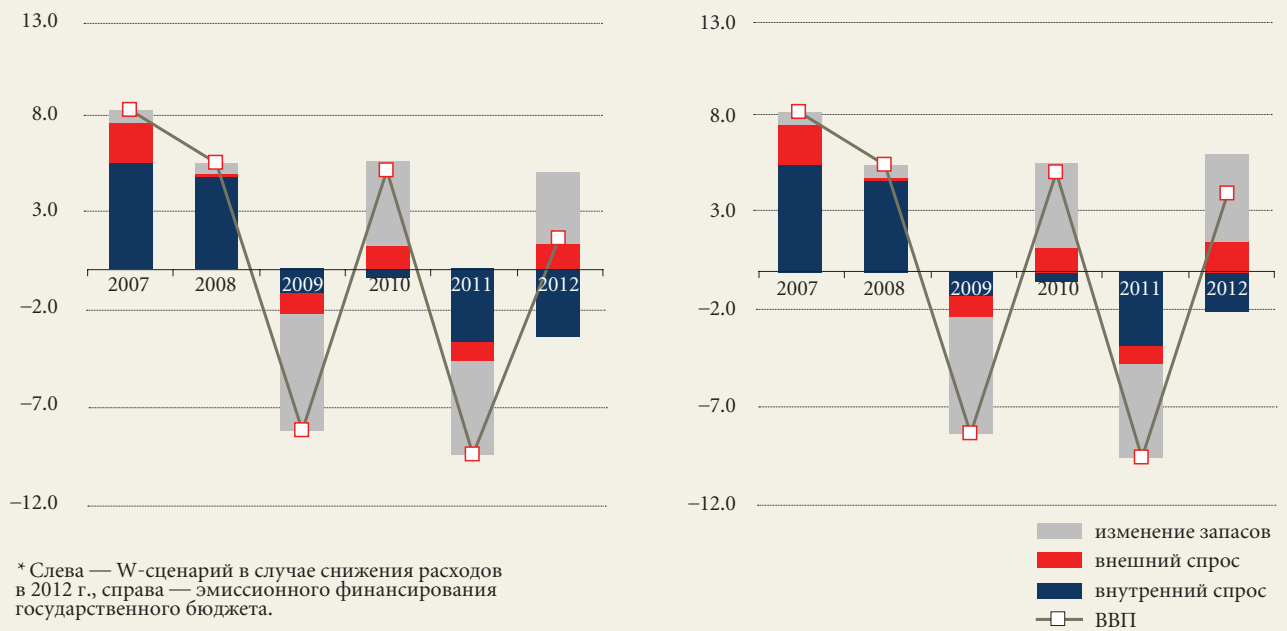 13.0
8.0
3.0
–2.0
–7.0
–12.0
2007 2008 2009 2010 2011 2012
13.0
8.0
3.0
–2.0
–7.0
–12.0
2007 2008 2009 2010 2011 2012
* Слева — W-сценарий в случае снижения расходов
в 2012 г., справа — эмиссионного финансирования
государственного бюджета.
изменение запасов
внешний спрос
внутренний спрос
ВВП